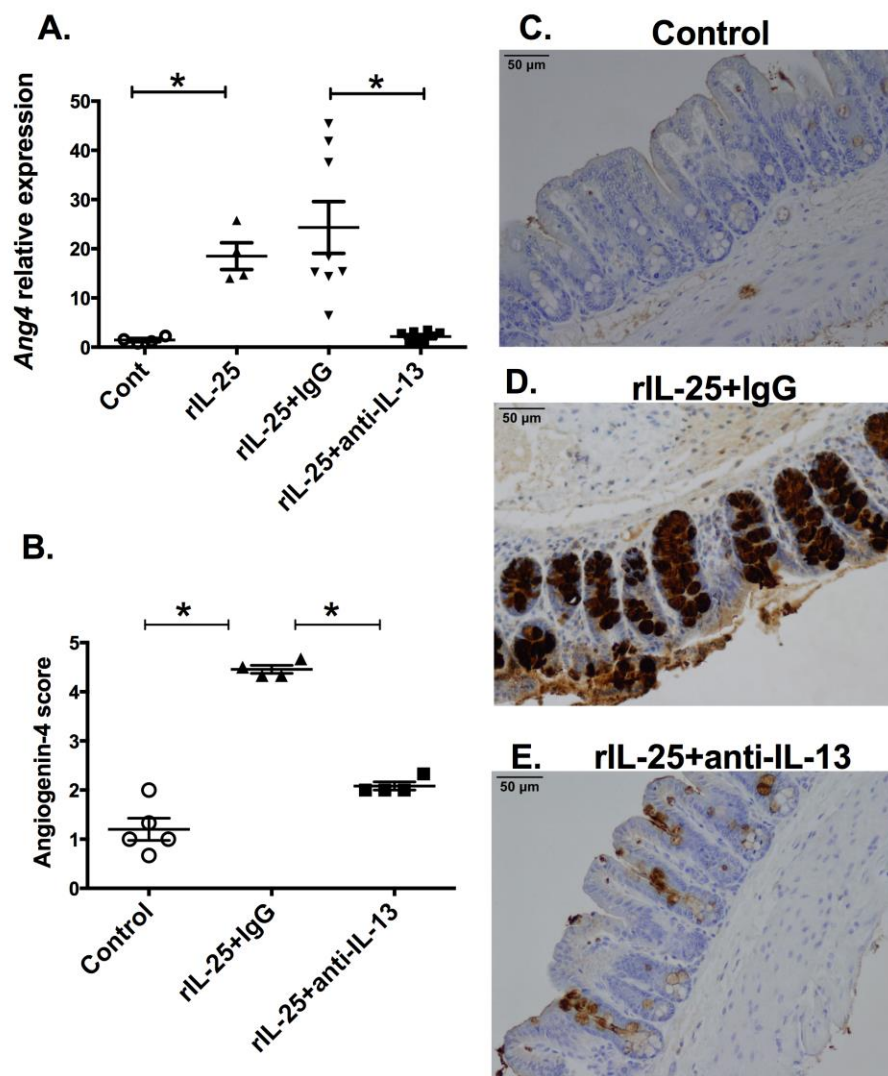 A.
Ang4 relative expression
50
40
30
20
10
0
*
*
Cont
rIL-25
rIL-25+IgG
rIL-25+anti-IL-13
B.
Angiogenin-4 score
5
4
3
2
1
0
*
*
Control
rIL-25+IgG
rIL-25+anti-IL-13
C.
Control
50 µm
D.
rIL-25+IgG
50 µm
E.
rIL-25+anti-IL-13
50 µm